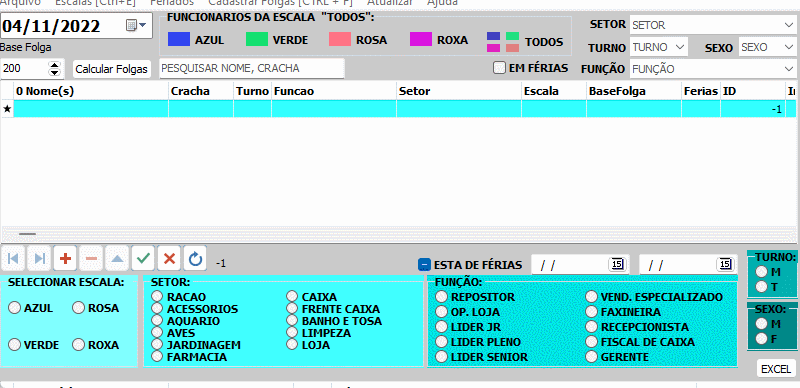 Arquivo Escalas [Ctrl+E] Feriados Cadastrar Folgas [CTRL + F] Atualizar Ajuda
04/11/2022
FUNCIONARIOS DA ESCALA "TODOS":
AZUL VERDE ROSA ROXA TODOS
SETOR SETOR
Base Folga
TURNO TURNO SEXO SEXO
200 Calcular Folgas PESQUISAR NOME, CRACHA EM FÉRIAS FUNÇÃO FUNÇÃO
0 Nome(s) Cracha Turno Funcao Setor Escala BaseFolga Ferias ID
-1
-1 ESTA DE FÉRIAS / / 15 / / 15
SELECIONAR ESCALA:
AZUL ROSA
VERDE ROXA
SETOR:
RACAO CAIXA
ACESSORIOS FRENTE CAIXA
AQUARIO BANHO E TOSA
AVES LIMPEZA
JARDINAGEM LOJA
FARMACIA
FUNÇÃO:
REPOSITOR VEND. ESPECIALIZADO
OP. LOJA FAXINEIRA
LIDER JR RECEPCIONISTA
LIDER PLENO FISCAL DE CAIXA
LIDER SENIOR GERENTE
TURNO:
M
T
SEXO:
M
F
EXCEL